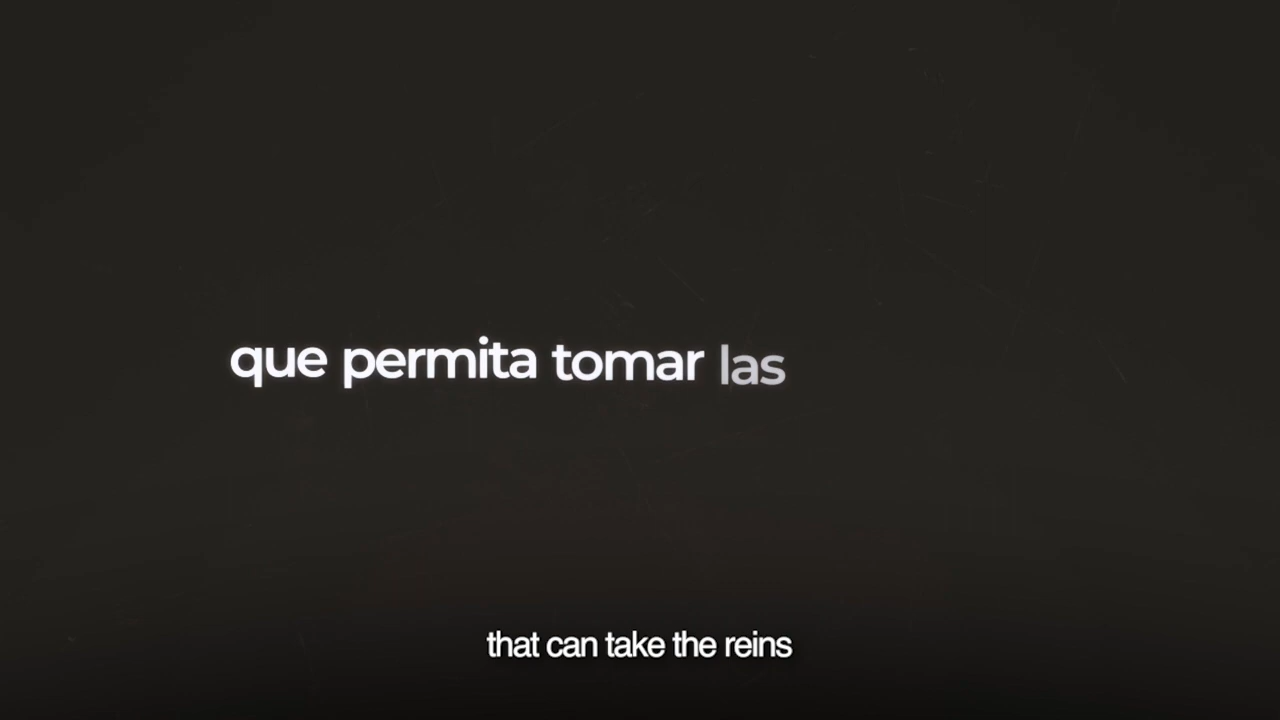 que permita tomar las
that can take the reins